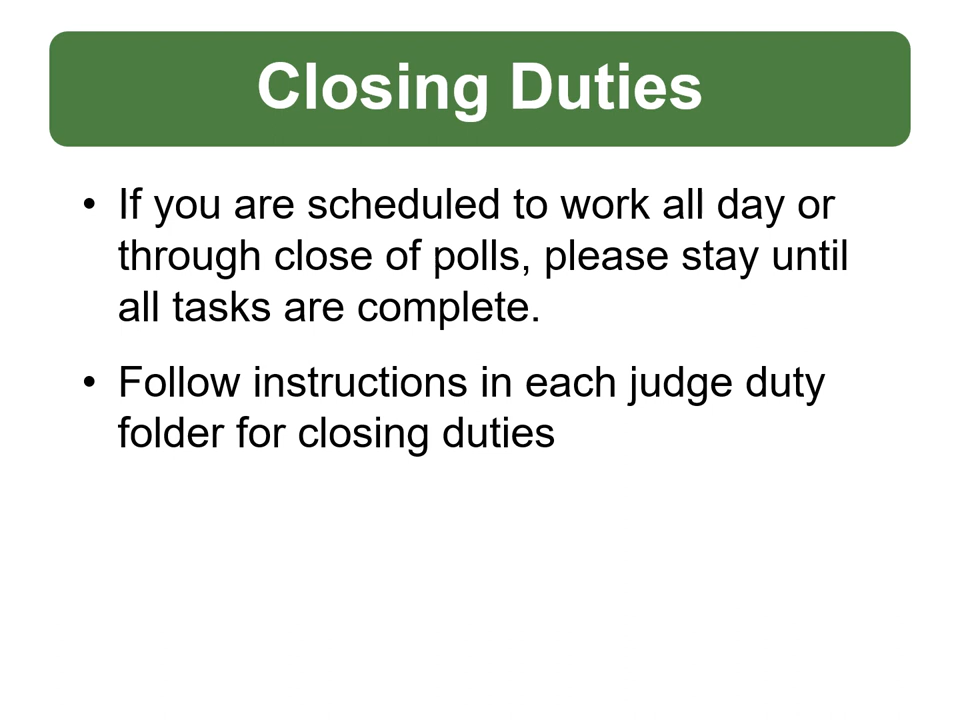 Closing Duties
• If you are scheduled to work all day or
through close of polls, please stay until
all tasks are complete.
• Follow instructions in each judge duty
folder for closing duties